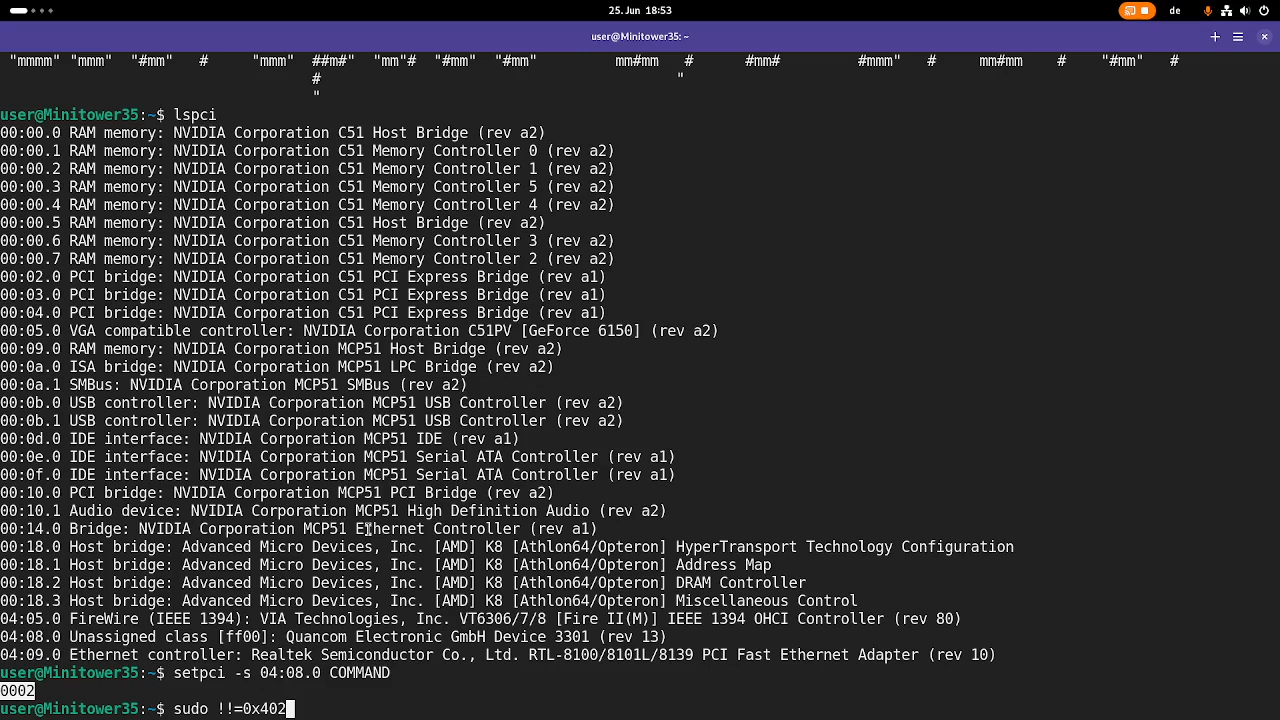 25. Jun 18:53
de
user@Minitower35: ~
"mmmm" "mmm"  "#mm"   #     "mmm"  ##m#"  "mm"#  "#mm"  "#mm"         mm#mm   #      #mm#         #mmm"   #     mm#mm    #    "#mm"   #
#                                         "
"
user@Minitower35:~$ lspci
00:00.0 RAM memory: NVIDIA Corporation C51 Host Bridge (rev a2)
00:00.1 RAM memory: NVIDIA Corporation C51 Memory Controller 0 (rev a2)
00:00.2 RAM memory: NVIDIA Corporation C51 Memory Controller 1 (rev a2)
00:00.3 RAM memory: NVIDIA Corporation C51 Memory Controller 5 (rev a2)
00:00.4 RAM memory: NVIDIA Corporation C51 Memory Controller 4 (rev a2)
00:00.5 RAM memory: NVIDIA Corporation C51 Host Bridge (rev a2)
00:00.6 RAM memory: NVIDIA Corporation C51 Memory Controller 3 (rev a2)
00:00.7 RAM memory: NVIDIA Corporation C51 Memory Controller 2 (rev a2)
00:02.0 PCI bridge: NVIDIA Corporation C51 PCI Express Bridge (rev a1)
00:03.0 PCI bridge: NVIDIA Corporation C51 PCI Express Bridge (rev a1)
00:04.0 PCI bridge: NVIDIA Corporation C51 PCI Express Bridge (rev a1)
00:05.0 VGA compatible controller: NVIDIA Corporation C51PV [GeForce 6150] (rev a2)
00:09.0 RAM memory: NVIDIA Corporation MCP51 Host Bridge (rev a2)
00:0a.0 ISA bridge: NVIDIA Corporation MCP51 LPC Bridge (rev a2)
00:0a.1 SMBus: NVIDIA Corporation MCP51 SMBus (rev a2)
00:0b.0 USB controller: NVIDIA Corporation MCP51 USB Controller (rev a2)
00:0b.1 USB controller: NVIDIA Corporation MCP51 USB Controller (rev a2)
00:0d.0 IDE interface: NVIDIA Corporation MCP51 IDE (rev a1)
00:0e.0 IDE interface: NVIDIA Corporation MCP51 Serial ATA Controller (rev a1)
00:0f.0 IDE interface: NVIDIA Corporation MCP51 Serial ATA Controller (rev a1)
00:10.0 PCI bridge: NVIDIA Corporation MCP51 PCI Bridge (rev a2)
00:10.1 Audio device: NVIDIA Corporation MCP51 High Definition Audio (rev a2)
00:14.0 Bridge: NVIDIA Corporation MCP51 Ethernet Controller (rev a1)
00:18.0 Host bridge: Advanced Micro Devices, Inc. [AMD] K8 [Athlon64/Opteron] HyperTransport Technology Configuration
00:18.1 Host bridge: Advanced Micro Devices, Inc. [AMD] K8 [Athlon64/Opteron] Address Map
00:18.2 Host bridge: Advanced Micro Devices, Inc. [AMD] K8 [Athlon64/Opteron] DRAM Controller
00:18.3 Host bridge: Advanced Micro Devices, Inc. [AMD] K8 [Athlon64/Opteron] Miscellaneous Control
04:05.0 FireWire (IEEE 1394): VIA Technologies, Inc. VT6306/7/8 [Fire II(M)] IEEE 1394 OHCI Controller (rev 80)
04:08.0 Unassigned class [ff00]: Quancom Electronic GmbH Device 3301 (rev 13)
04:09.0 Ethernet controller: Realtek Semiconductor Co., Ltd. RTL-8100/8101L/8139 PCI Fast Ethernet Adapter (rev 10)
user@Minitower35:~$ setpci -s 04:08.0 COMMAND
0002
user@Minitower35:~$ sudo !!=0x402